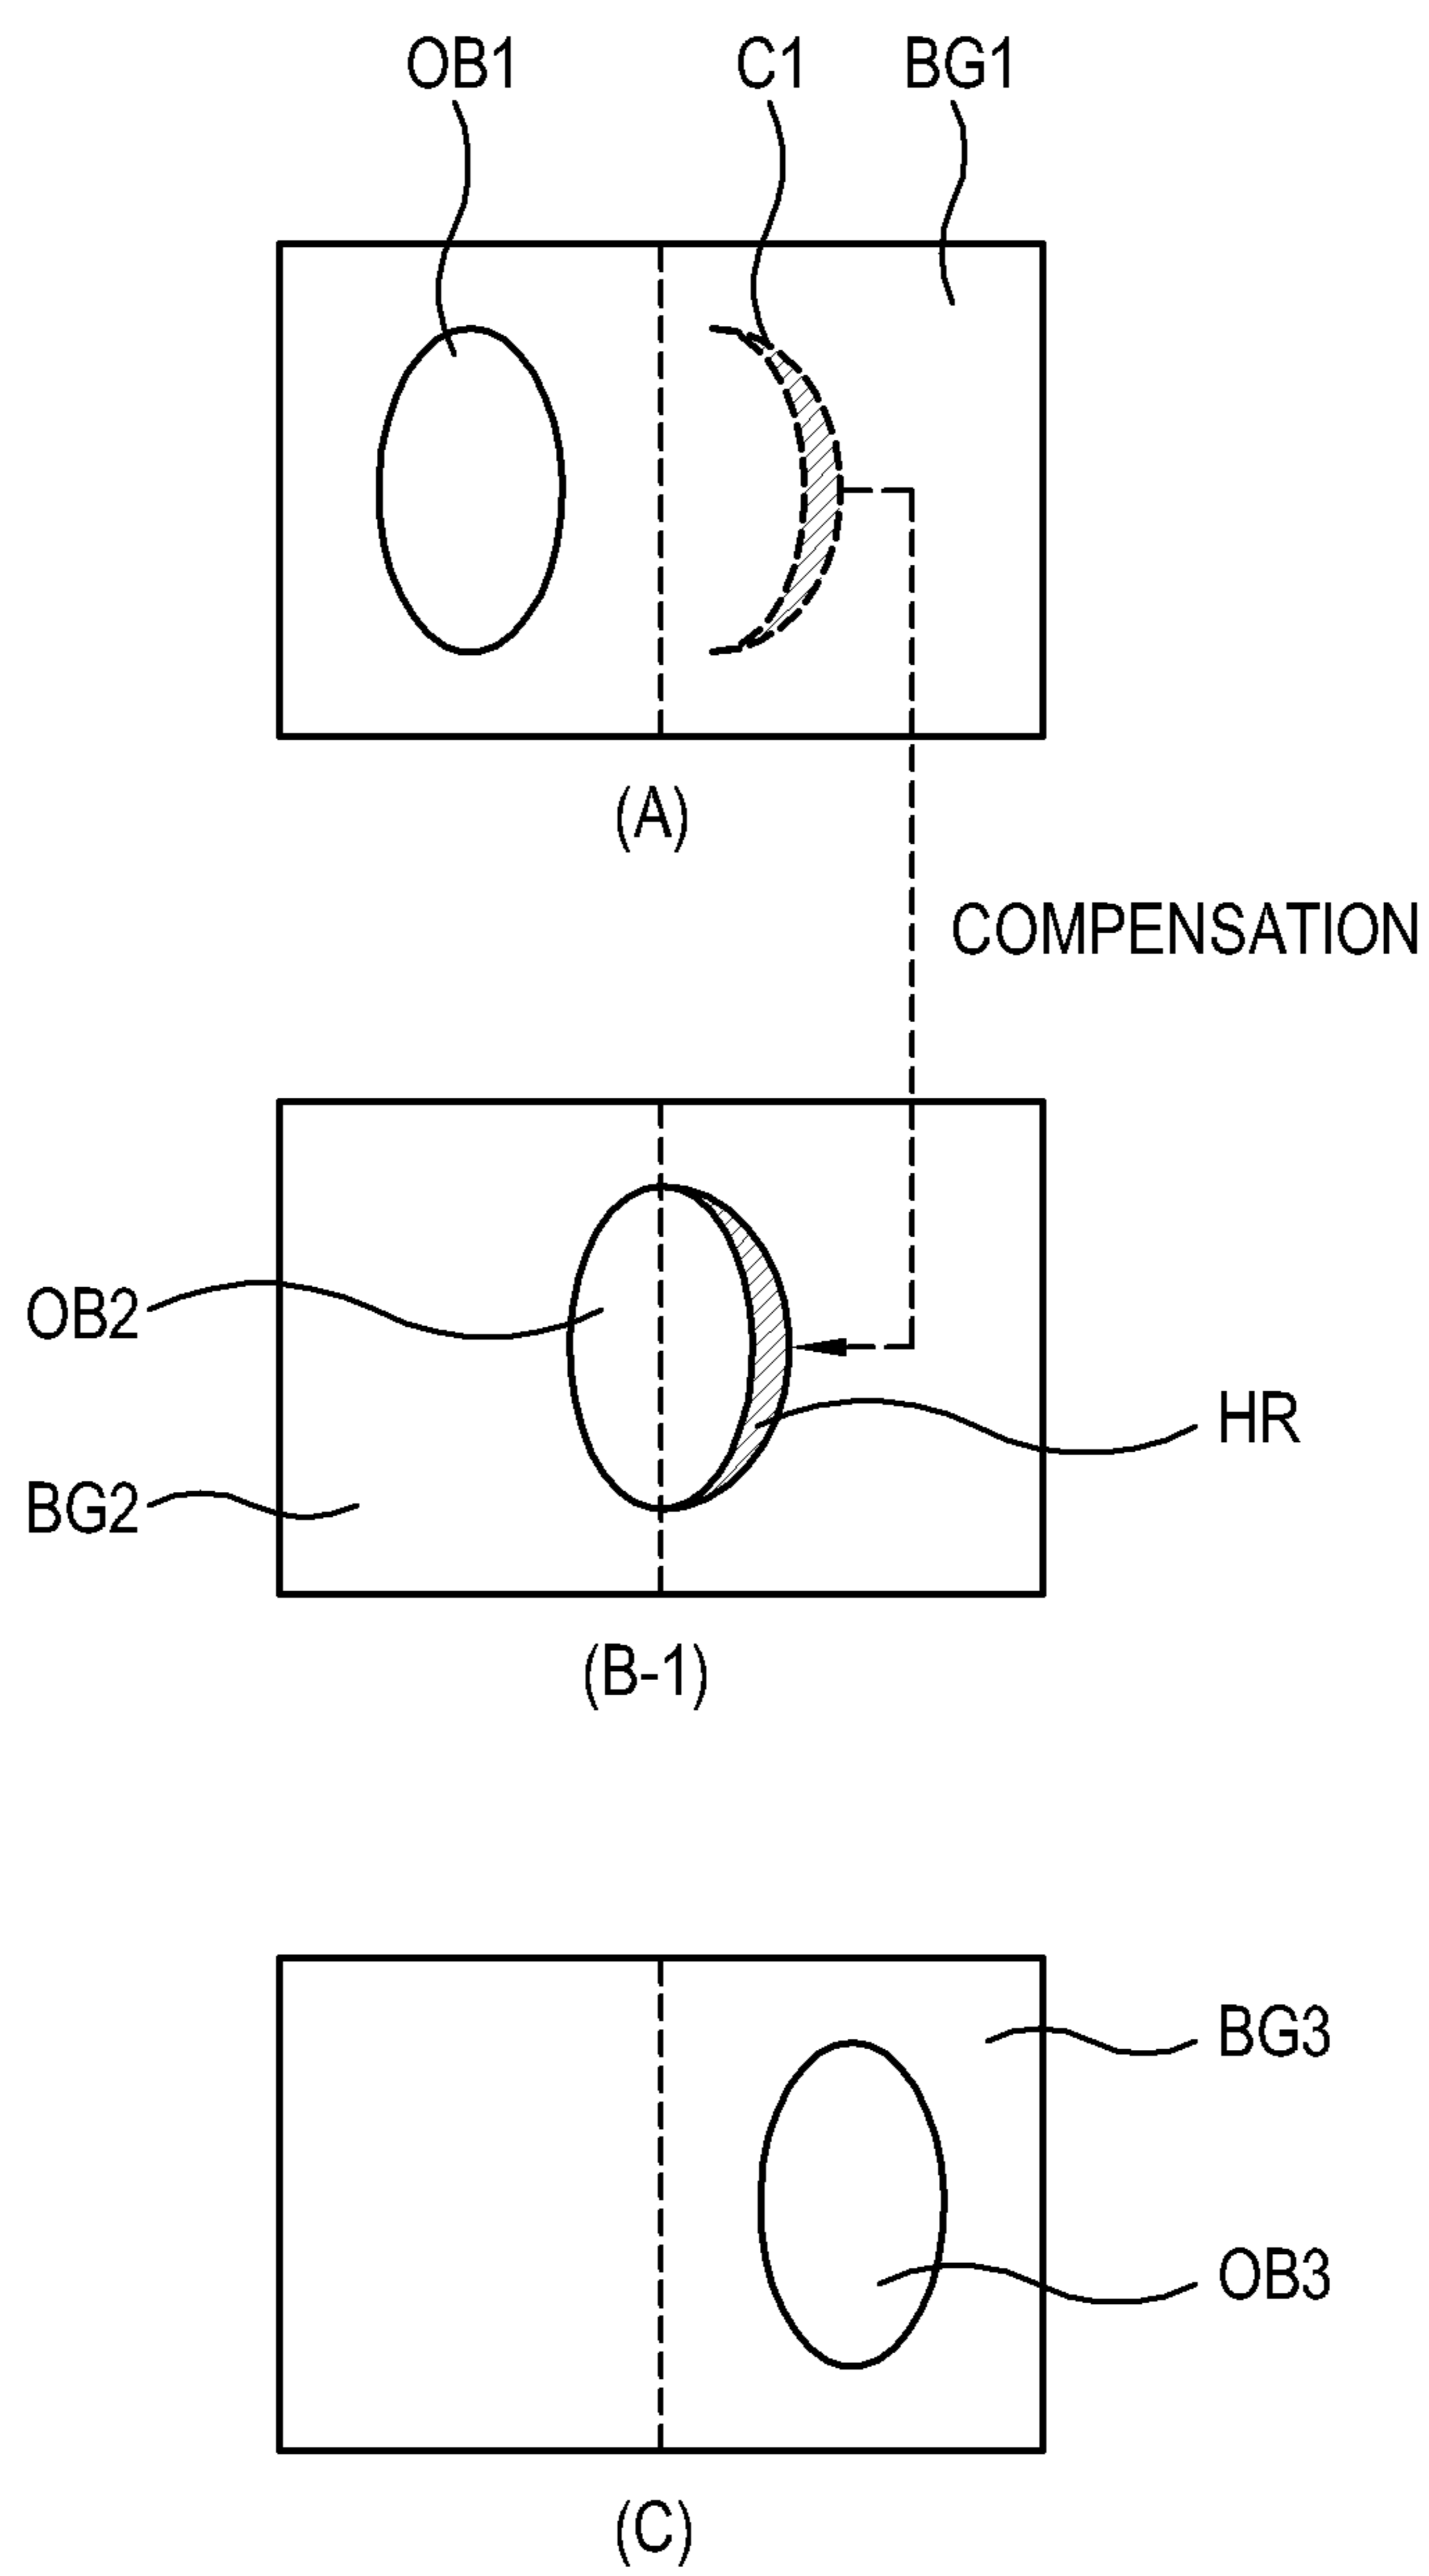 OB1 C1 BG1
(A)
COMPENSATION
OB2
HR
BG2
(B-1)
BG3
OB3
(C)